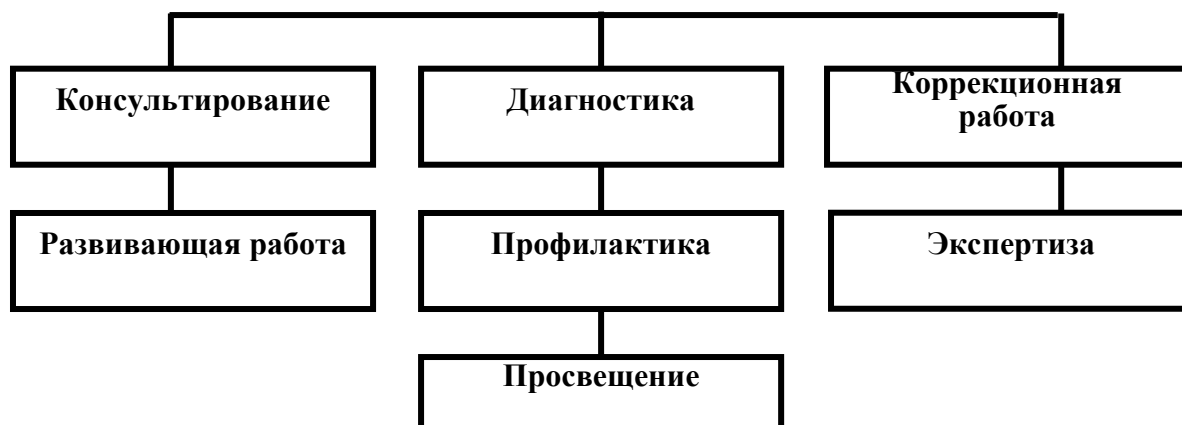 Консультирование
Диагностика
Коррекционная
работа
Развивающая работа
Профилактика
Экспертиза
Просвещение